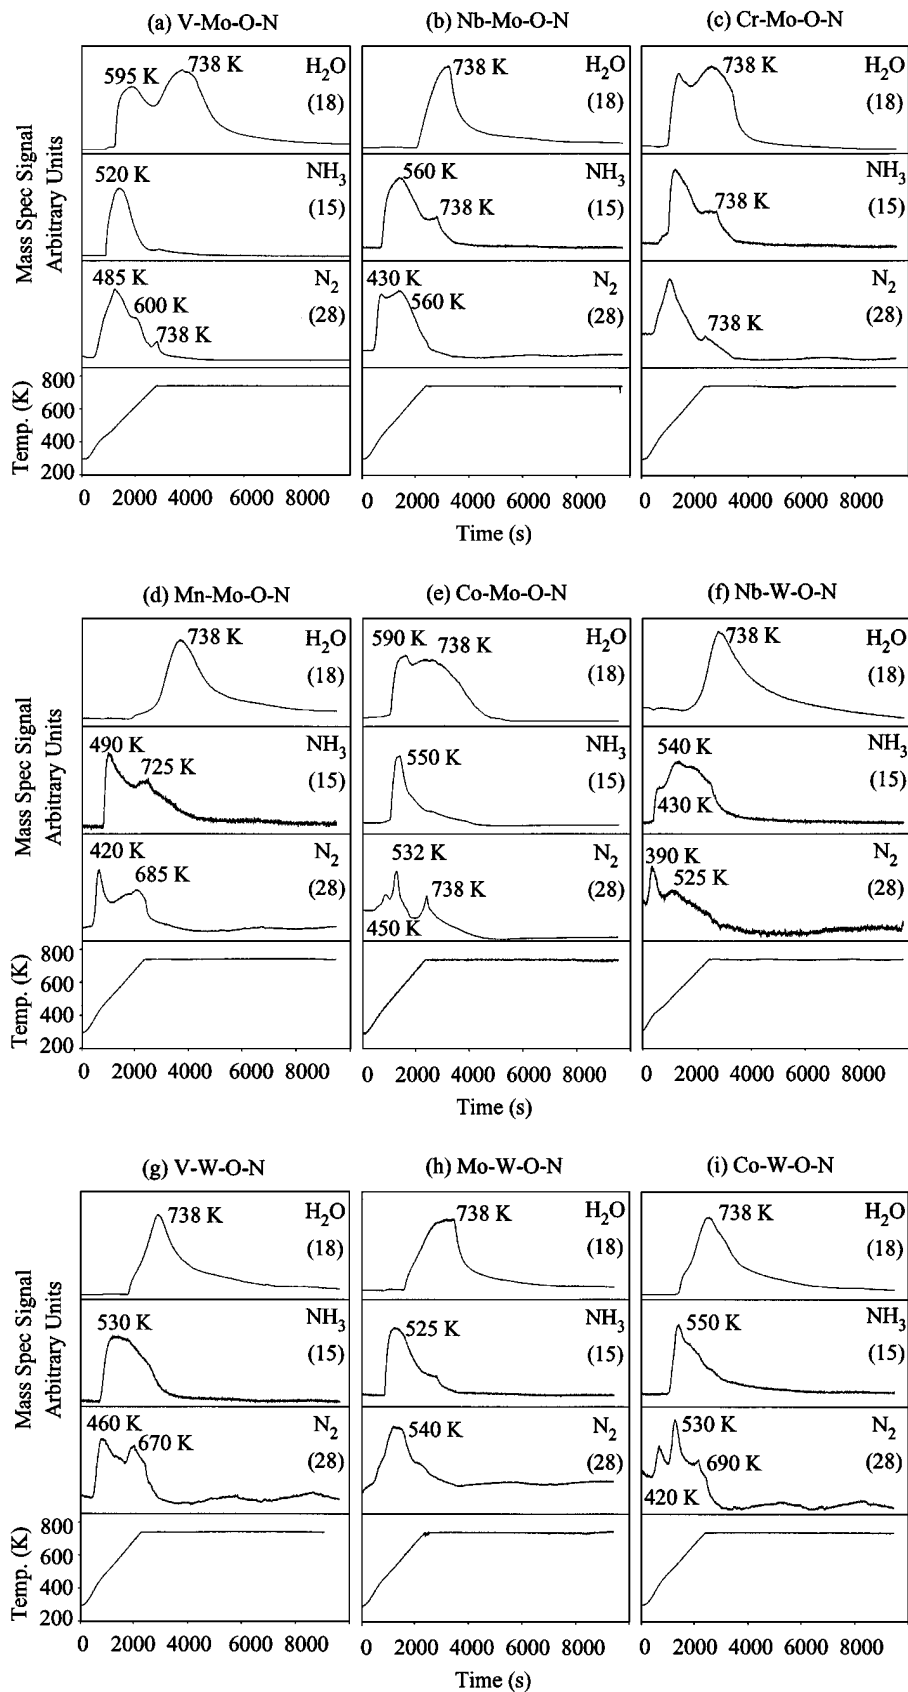 (a) V-Mo-O-N
(b) Nb-Mo-O-N
(c) Cr-Mo-O-N
Mass Spec Signal
Arbitrary Units
595 K
738 K
H2O
(18)
738 K
H2O
(18)
738 K
H2O
(18)
520 K
NH3
(15)
560 K
738 K
NH3
(15)
738 K
NH3
(15)
485 K
600 K
738 K
N2
(28)
430 K
560 K
N2
(28)
738 K
N2
(28)
Temp. (K)
800
600
400
200
0 2000 4000 6000 8000
0 2000 4000 6000 8000
0 2000 4000 6000 8000
Time (s)
(d) Mn-Mo-O-N
(e) Co-Mo-O-N
(f) Nb-W-O-N
Mass Spec Signal
Arbitrary Units
738 K
H2O
(18)
590 K
738 K
H2O
(18)
738 K
H2O
(18)
490 K
725 K
NH3
(15)
550 K
NH3
(15)
540 K
430 K
NH3
(15)
420 K
685 K
N2
(28)
532 K
738 K
450 K
N2
(28)
390 K
525 K
N2
(28)
Temp. (K)
800
600
400
200
0 2000 4000 6000 8000
0 2000 4000 6000 8000
0 2000 4000 6000 8000
Time (s)
(g) V-W-O-N
(h) Mo-W-O-N
(i) Co-W-O-N
Mass Spec Signal
Arbitrary Units
738 K
H2O
(18)
738 K
H2O
(18)
738 K
H2O
(18)
530 K
NH3
(15)
525 K
NH3
(15)
550 K
NH3
(15)
460 K
670 K
N2
(28)
540 K
N2
(28)
530 K
690 K
420 K
N2
(28)
Temp. (K)
800
600
400
200
0 2000 4000 6000 8000
0 2000 4000 6000 8000
0 2000 4000 6000 8000
Time (s)